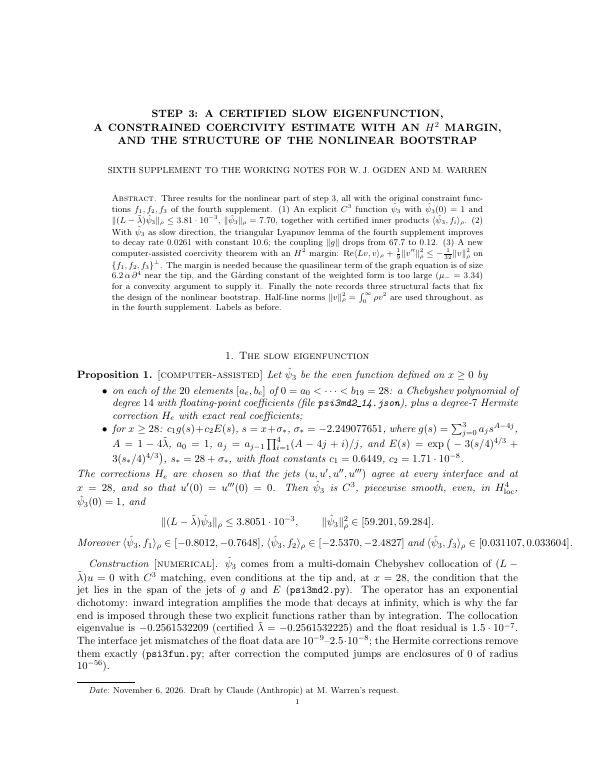 STEP 3: A CERTIFIED SLOW EIGENFUNCTION,
A CONSTRAINED COERCIVITY ESTIMATE WITH AN H² MARGIN,
AND THE STRUCTURE OF THE NONLINEAR BOOTSTRAP
SIXTH SUPPLEMENT TO THE WORKING NOTES FOR W. J. OGDEN AND M. WARREN
Abstract. Three results for the nonlinear part of step 3, all with the original constraint func-
tions f₁, f₂, f₃ of the fourth supplement. (1) An explicit C³ function ψ̂₃ with ψ̂₃(0) = 1 and
‖(L − λ̄)ψ̂₃‖ρ ≤ 3.81 · 10⁻³, ‖ψ̂₃‖ρ = 7.70, together with certified inner products ⟨ψ̂₃, fᵢ⟩ρ. (2)
With ψ̂₃ as slow direction, the triangular Lyapunov lemma of the fourth supplement improves
to decay rate 0.0261 with constant 10.6; the coupling ‖g‖ drops from 67.7 to 0.12. (3) A new
computer-assisted coercivity theorem with an H² margin: Re⟨Lv, v⟩ρ + 1/9‖v″‖²ρ ≤ −1/12‖v‖²ρ on
{f₁, f₂, f₃}⊥. The margin is needed because the quasilinear term of the graph equation is of size
6.2 α ∂⁴ near the tip, and the Gårding constant of the weighted form is too large (μ₋ = 3.34)
for a convexity argument to supply it. Finally the note records three structural facts that fix
the design of the nonlinear bootstrap. Half-line norms ‖v‖²ρ = ∫₀^∞ ρv² are used throughout, as
in the fourth supplement. Labels as before.
1. The slow eigenfunction
Proposition 1. [computer-assisted] Let ψ̂₃ be the even function defined on x ≥ 0 by
• on each of the 20 elements [aₑ, bₑ] of 0 = a₀ < · · · < b₁₉ = 28: a Chebyshev polynomial of
degree 14 with floating-point coefficients (file psi3md2_14.json), plus a degree-7 Hermite
correction Hₑ with exact real coefficients;
• for x ≥ 28: c₁g(s) + c₂E(s), s = x+σ*, σ* = −2.249077651, where g(s) = ∑³ⱼ₌₀ aⱼs^{A−4j},
A = 1 − 4λ̄, a₀ = 1, aⱼ = aⱼ₋₁ ∏⁴ᵢ₌₁(A − 4j + i)/j, and E(s) = exp(− 3(s/4)^{4/3} +
3(s*/4)^{4/3}), s* = 28 + σ*, with float constants c₁ = 0.6449, c₂ = 1.71 · 10⁻⁸.
The corrections Hₑ are chosen so that the jets (u, u′, u″, u‴) agree at every interface and at
x = 28, and so that u′(0) = u‴(0) = 0. Then ψ̂₃ is C³, piecewise smooth, even, in H⁴loc,
ψ̂₃(0) = 1, and
‖(L − λ̄)ψ̂₃‖ρ ≤ 3.8051 · 10⁻³, ‖ψ̂₃‖²ρ ∈ [59.201, 59.284].
Moreover ⟨ψ̂₃, f₁⟩ρ ∈ [−0.8012, −0.7648], ⟨ψ̂₃, f₂⟩ρ ∈ [−2.5370, −2.4827] and ⟨ψ̂₃, f₃⟩ρ ∈ [0.031107, 0.033604].
Construction [numerical]. ψ̂₃ comes from a multi-domain Chebyshev collocation of (L −
λ̄)u = 0 with C³ matching, even conditions at the tip and, at x = 28, the condition that the
jet lies in the span of the jets of g and E (psi3md2.py). The operator has an exponential
dichotomy: inward integration amplifies the mode that decays at infinity, which is why the far
end is imposed through these two explicit functions rather than by integration. The collocation
eigenvalue is −0.2561532209 (certified λ̄ = −0.2561532225) and the float residual is 1.5 · 10⁻⁷.
The interface jet mismatches of the float data are 10⁻⁹–2.5·10⁻⁸; the Hermite corrections remove
them exactly (psi3fun.py; after correction the computed jumps are enclosures of 0 of radius
10⁻⁵⁶).
Date: November 6, 2026. Draft by Claude (Anthropic) at M. Warren's request.
1